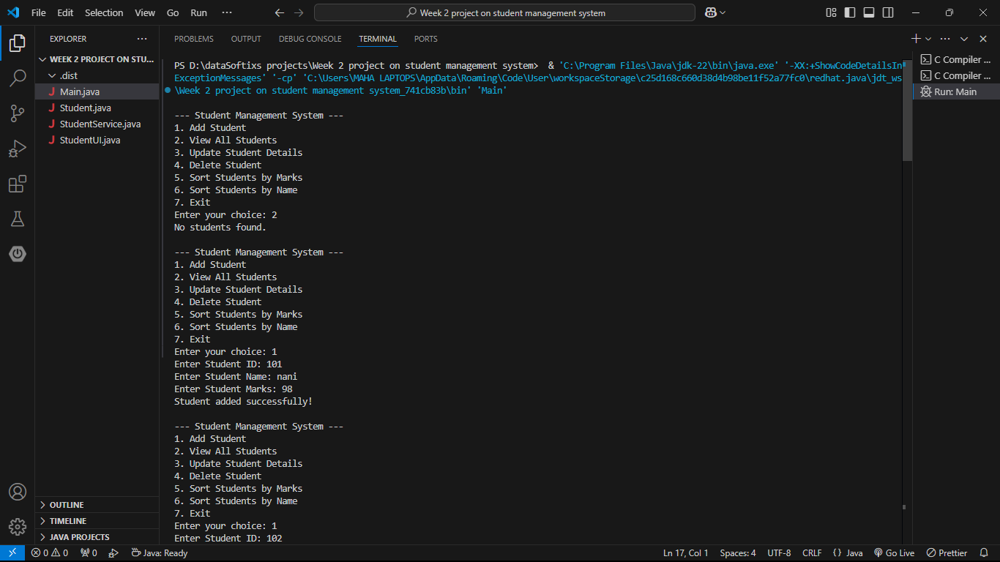 File Edit Selection View Go Run ··· Week 2 project on student management system
EXPLORER ···
WEEK 2 PROJECT ON STU...
.dist
Main.java
Student.java
StudentService.java
StudentUI.java
OUTLINE
TIMELINE
JAVA PROJECTS
PROBLEMS OUTPUT DEBUG CONSOLE TERMINAL PORTS
PS D:\dataSoftixs projects\Week 2 project on student management system> & 'C:\Program Files\Java\jdk-22\bin\java.exe' '-XX:+ShowCodeDetailsIn
ExceptionMessages' '-cp' 'C:\Users\MAHA LAPTOPS\AppData\Roaming\Code\User\workspaceStorage\c25d168c660d38d4b98be11f52a77fc0\redhat.java\jdt_ws
\Week 2 project on student management system_741cb83b\bin' 'Main'
--- Student Management System ---
1. Add Student
2. View All Students
3. Update Student Details
4. Delete Student
5. Sort Students by Marks
6. Sort Students by Name
7. Exit
Enter your choice: 2
No students found.
--- Student Management System ---
1. Add Student
2. View All Students
3. Update Student Details
4. Delete Student
5. Sort Students by Marks
6. Sort Students by Name
7. Exit
Enter your choice: 1
Enter Student ID: 101
Enter Student Name: nani
Enter Student Marks: 98
Student added successfully!
--- Student Management System ---
1. Add Student
2. View All Students
3. Update Student Details
4. Delete Student
5. Sort Students by Marks
6. Sort Students by Name
7. Exit
Enter your choice: 1
Enter Student ID: 102
C Compiler ...
C Compiler ...
Run: Main
0 0 0 Java: Ready Ln 17, Col 1 Spaces: 4 UTF-8 CRLF { } Java Go Live Prettier